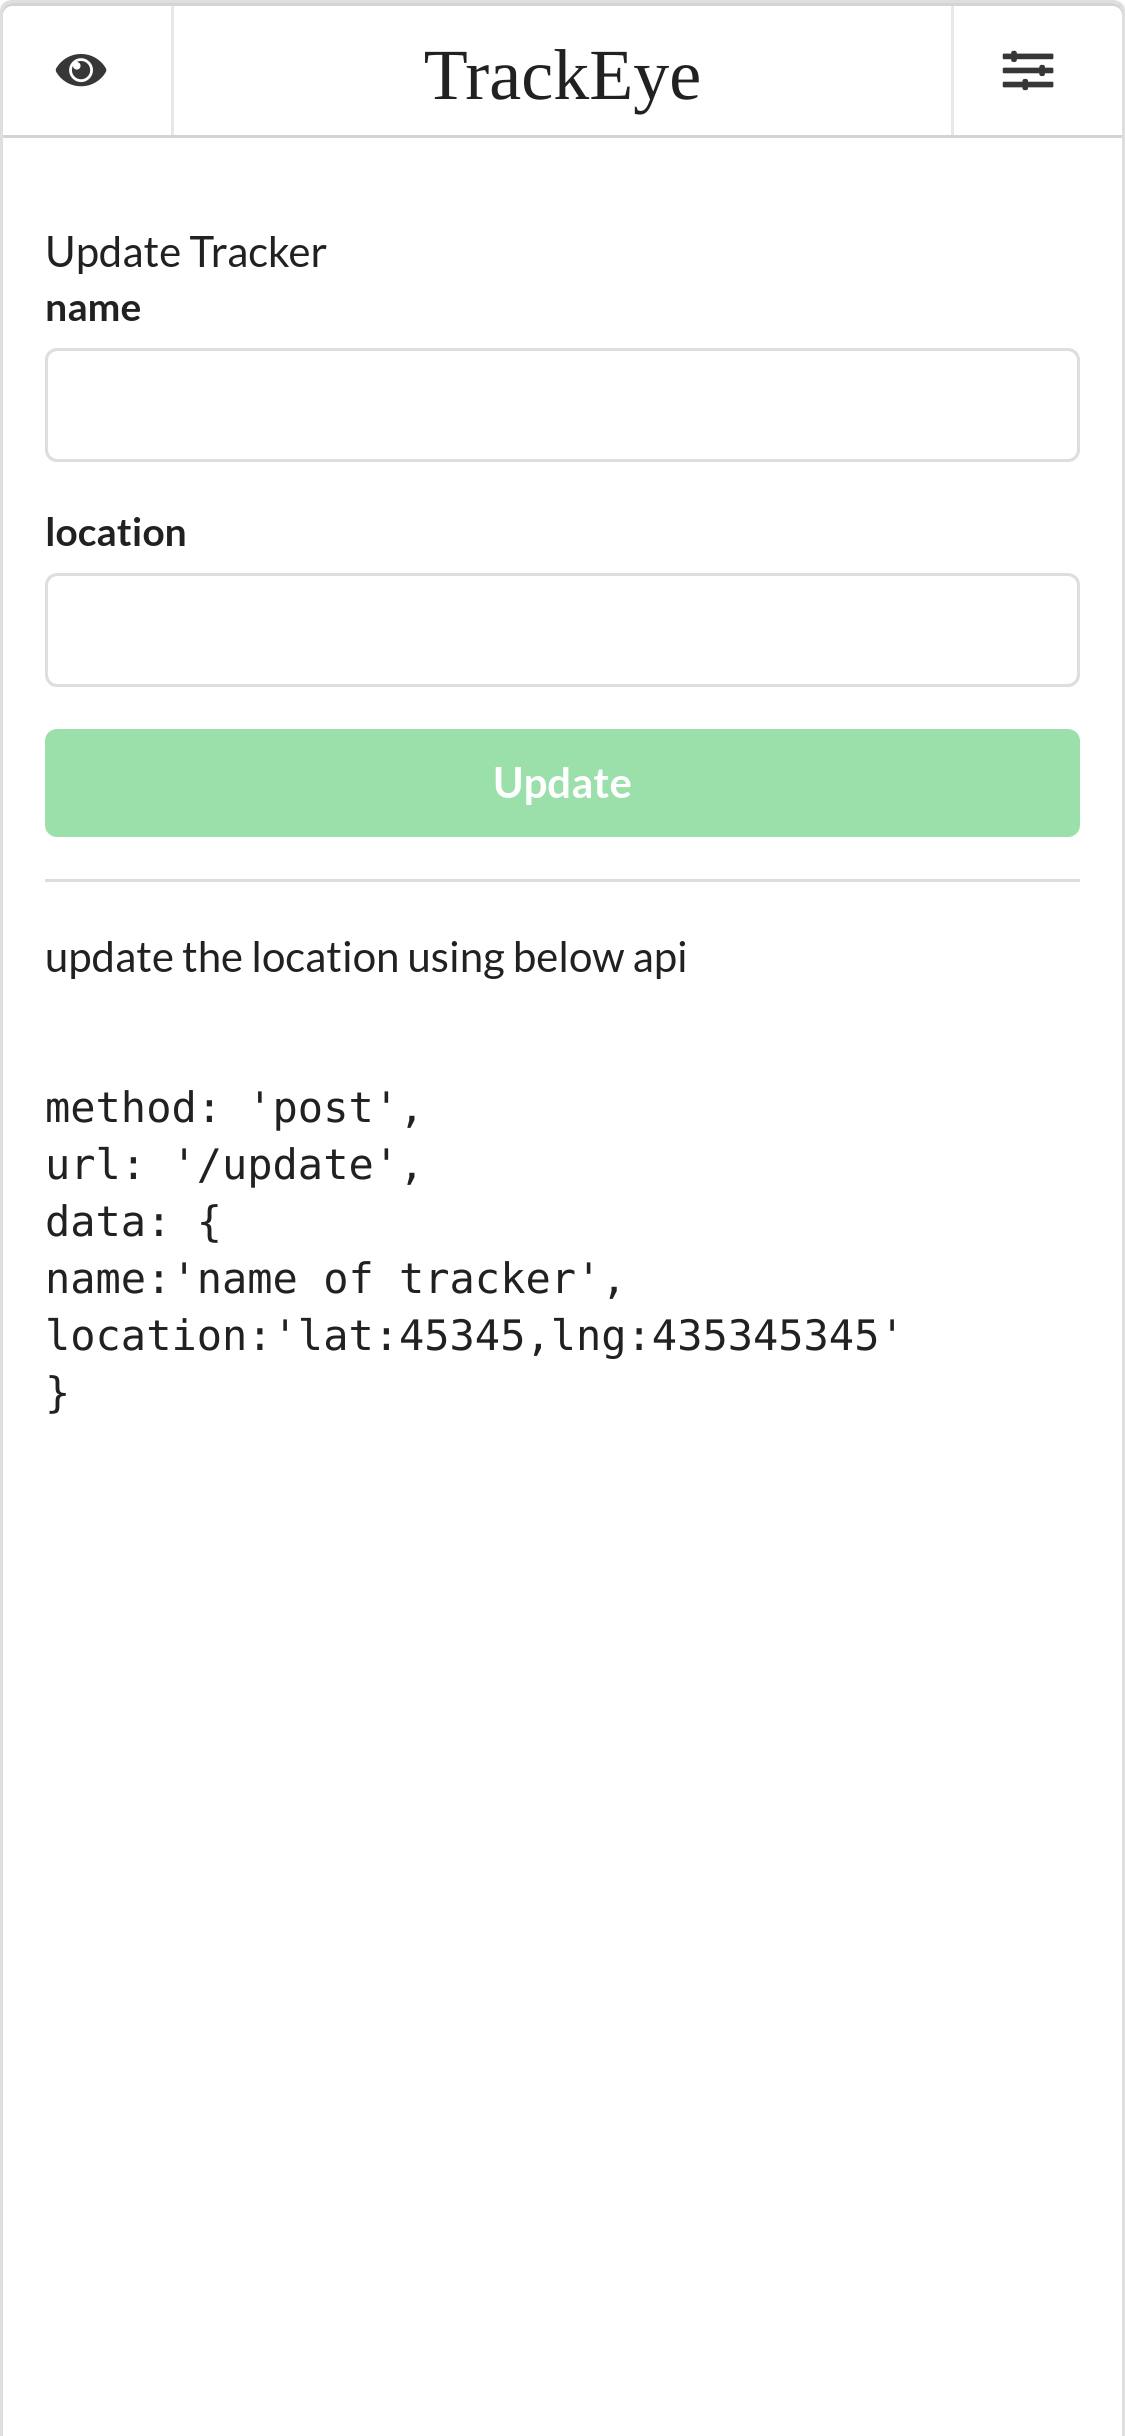 TrackEye
Update Tracker
name
location
Update
update the location using below api
method: 'post',
url: '/update',
data: {
name:'name of tracker',
location:'lat:45345,lng:435345345'
}